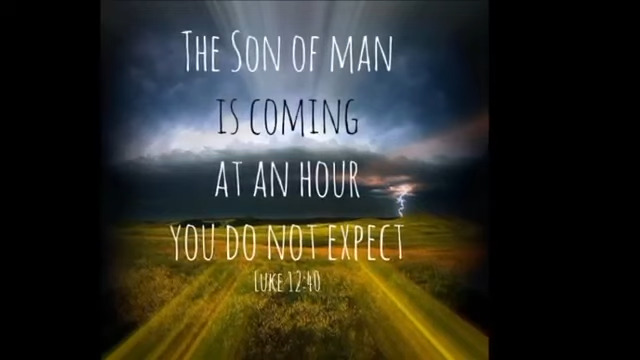 The Son of man
is coming
at an hour
you do not expect
Luke 12:40